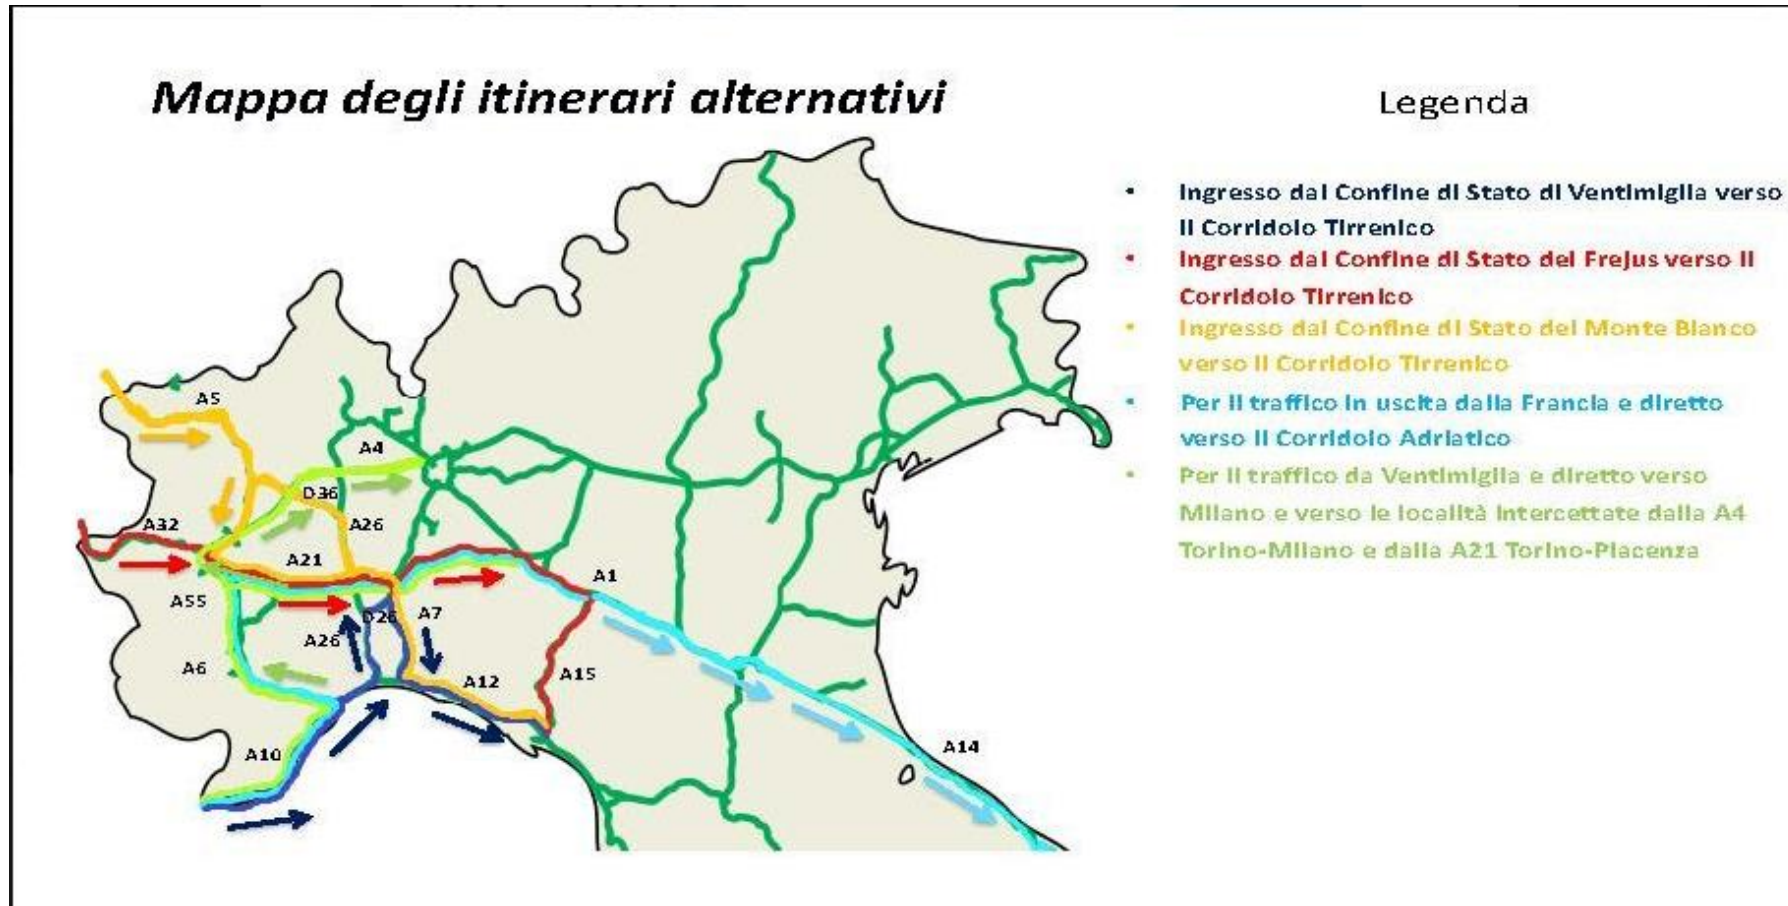 Mappa degli itinerari alternativi
Legenda
• Ingresso dal Confine di Stato di Ventimiglia verso
il Corridoio Tirrenico
• Ingresso dal Confine di Stato del Frejus verso il
Corridoio Tirrenico
• Ingresso dal Confine di Stato del Monte Bianco
verso il Corridoio Tirrenico
• Per il traffico in uscita dalla Francia e diretto
verso il Corridoio Adriatico
• Per il traffico da Ventimiglia e diretto verso
Milano e verso le località intercettate dalla A4
Torino-Milano e dalla A21 Torino-Piacenza
A5
A4
D36
A32
A26
A21
A1
A55
D26
A7
A26
A6
A12
A15
A10
A14